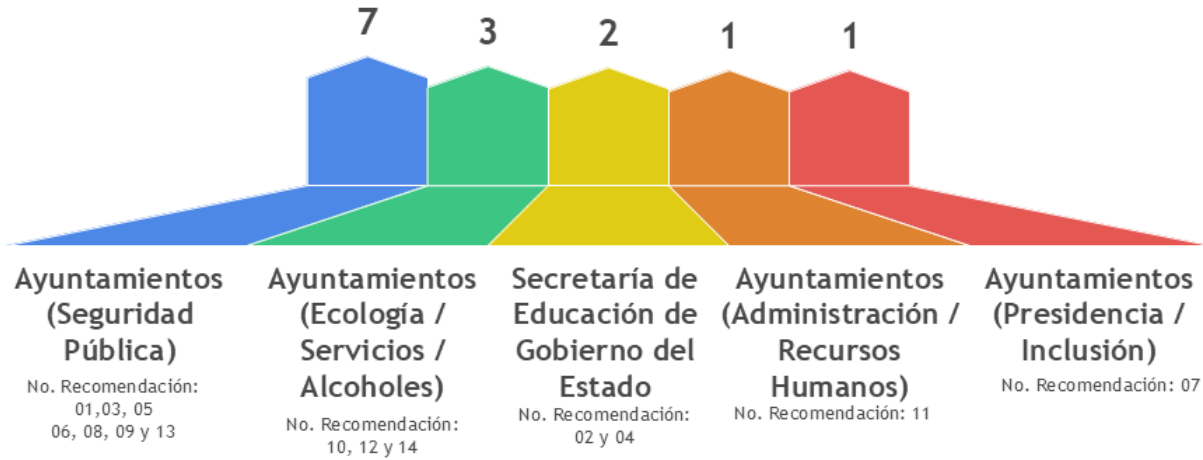 7
3
2
1
1
Ayuntamientos
(Seguridad
Pública)
No. Recomendación:
01,03, 05
06, 08, 09 y 13
Ayuntamientos
(Ecología /
Servicios /
Alcoholes)
No. Recomendación:
10, 12 y 14
Secretaría de
Educación de
Gobierno del
Estado
No. Recomendación:
02 y 04
Ayuntamientos
(Administración /
Recursos
Humanos)
No. Recomendación: 11
Ayuntamientos
(Presidencia /
Inclusión)
No. Recomendación: 07